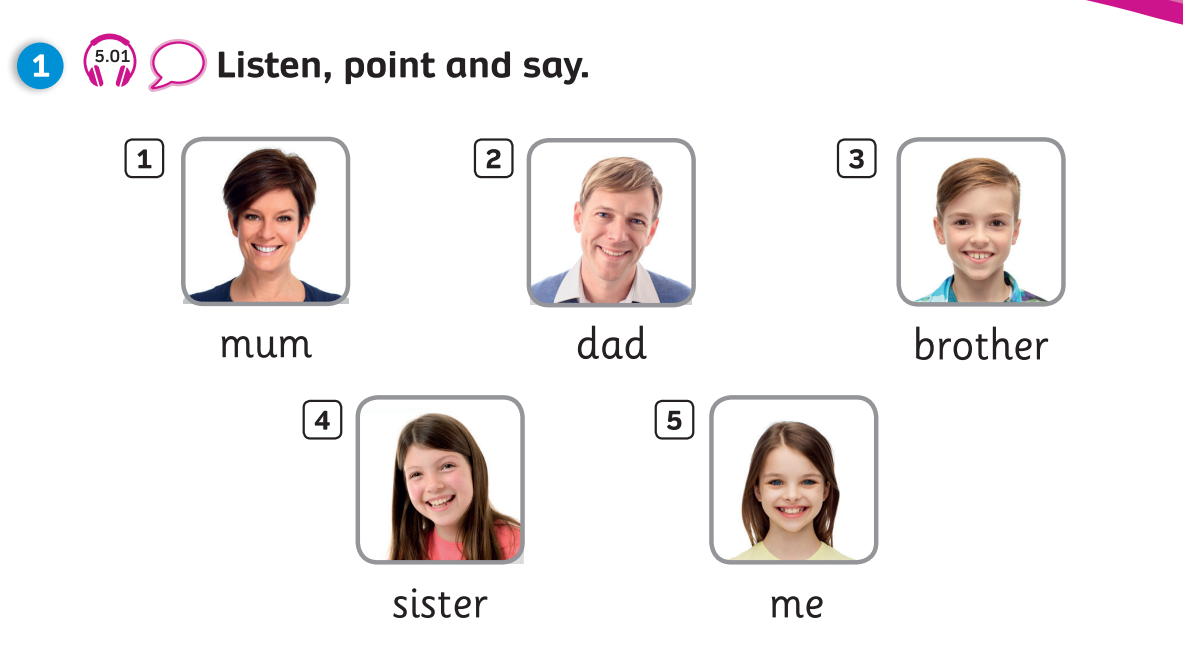 1 5.01 Listen, point and say.
1 2 3
mum dad brother
4 5
sister me